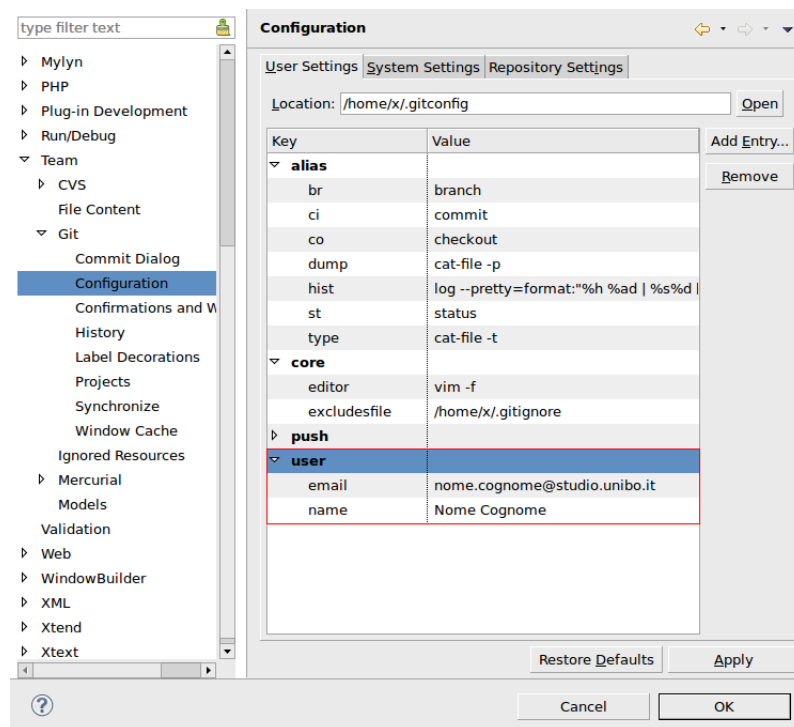 type filter text
Mylyn
PHP
Plug-in Development
Run/Debug
Team
CVS
File Content
Git
Commit Dialog
Configuration
Confirmations and W
History
Label Decorations
Projects
Synchronize
Window Cache
Ignored Resources
Mercurial
Models
Validation
Web
WindowBuilder
XML
Xtend
Xtext
Configuration
User Settings System Settings Repository Settings
Location: /home/x/.gitconfig Open
Key Value Add Entry...
alias
Remove
br branch
ci commit
co checkout
dump cat-file -p
hist log --pretty=format:"%h %ad | %s%d [
st status
type cat-file -t
core
editor vim -f
excludesfile /home/x/.gitignore
push
user
email nome.cognome@studio.unibo.it
name Nome Cognome
Restore Defaults Apply
? Cancel OK